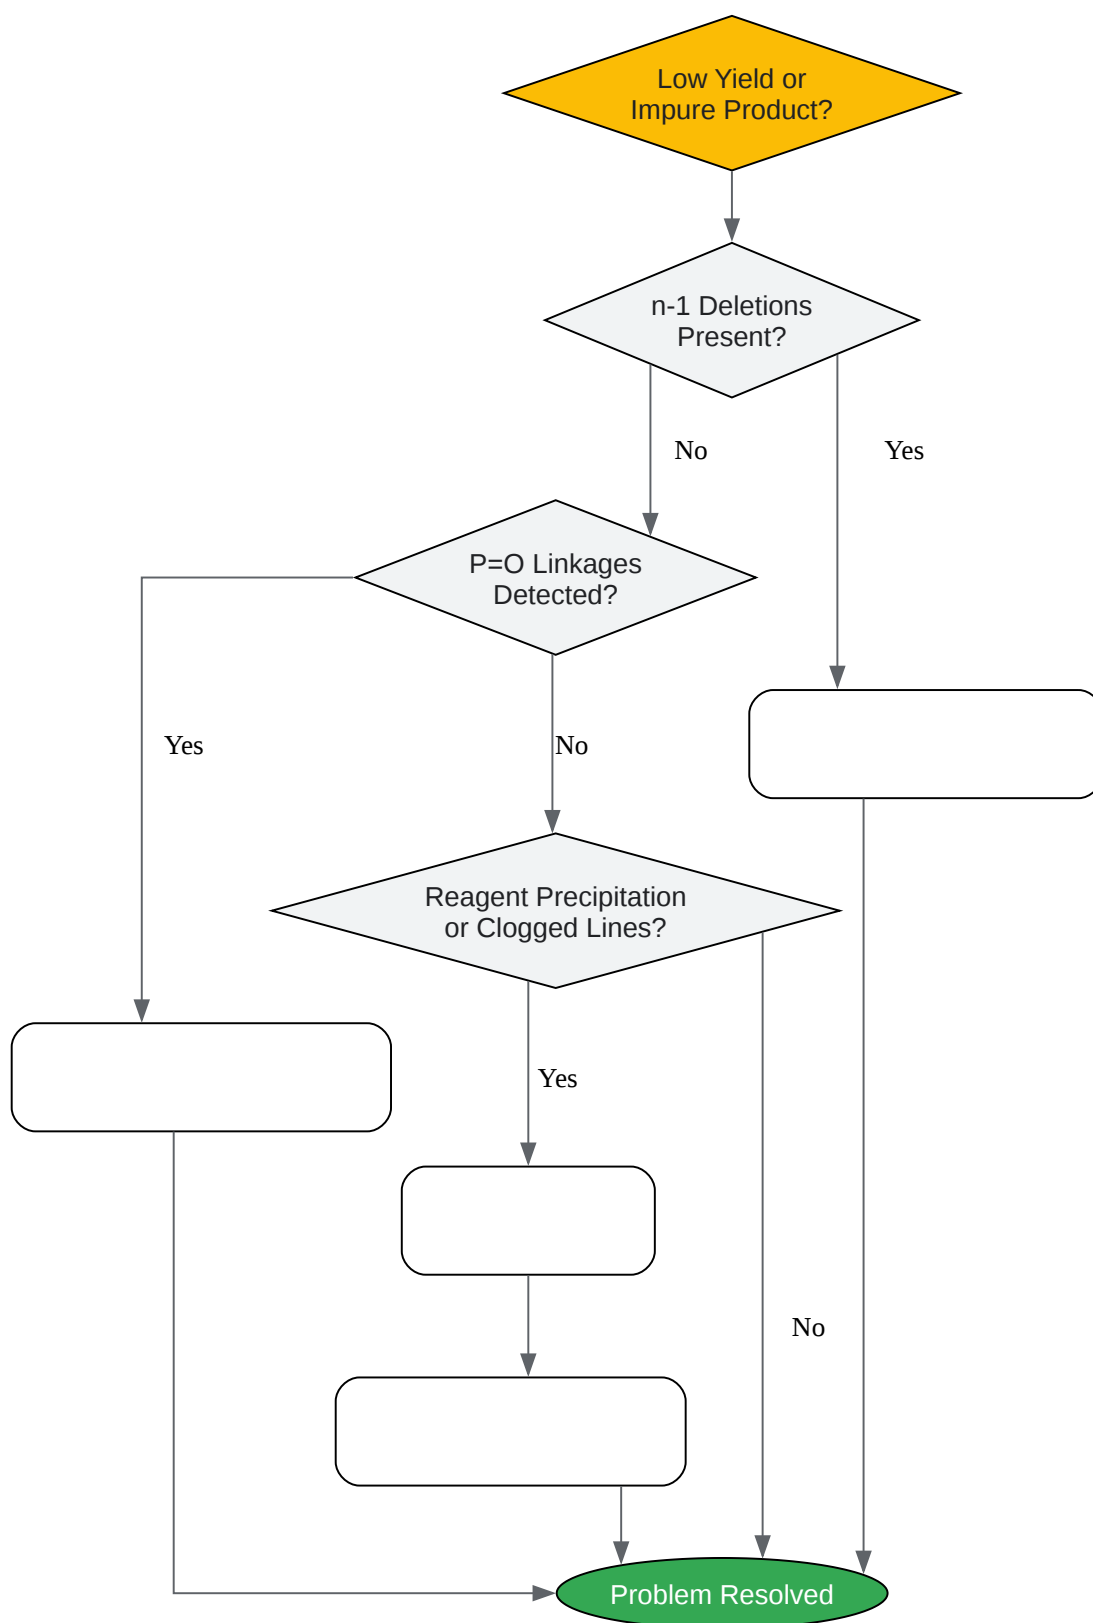 Low Yield or
Impure Product?
n-1 Deletions
Present?
No
Yes
P=O Linkages
Detected?
Yes
No
Reagent Precipitation
or Clogged Lines?
Yes
No
Problem Resolved